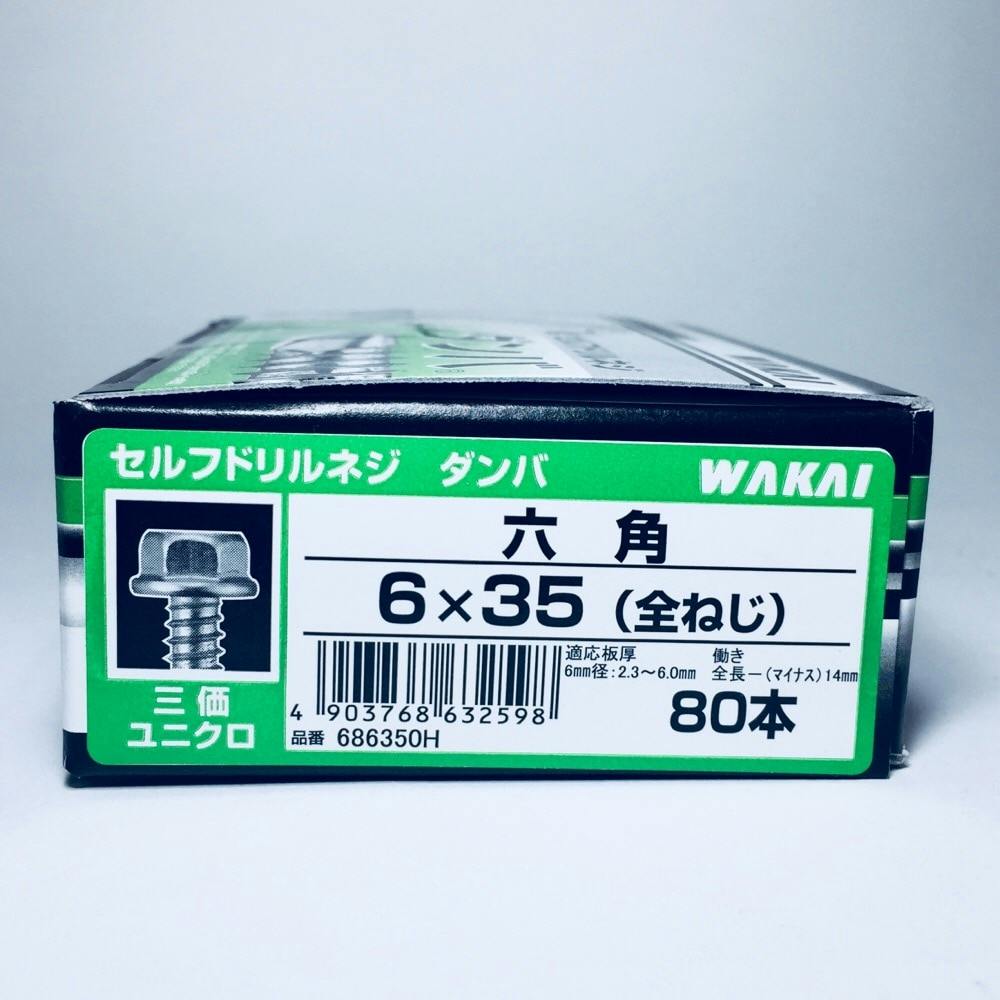 セルフドリルネジ ダンバ
WAKAI
六角
6×35 (全ねじ)
適応板厚 働き
6mm径:2.3~6.0mm 全長ー(マイナス)14mm
80本
4 903768 632598
品番 686350H
三価
ユニクロ